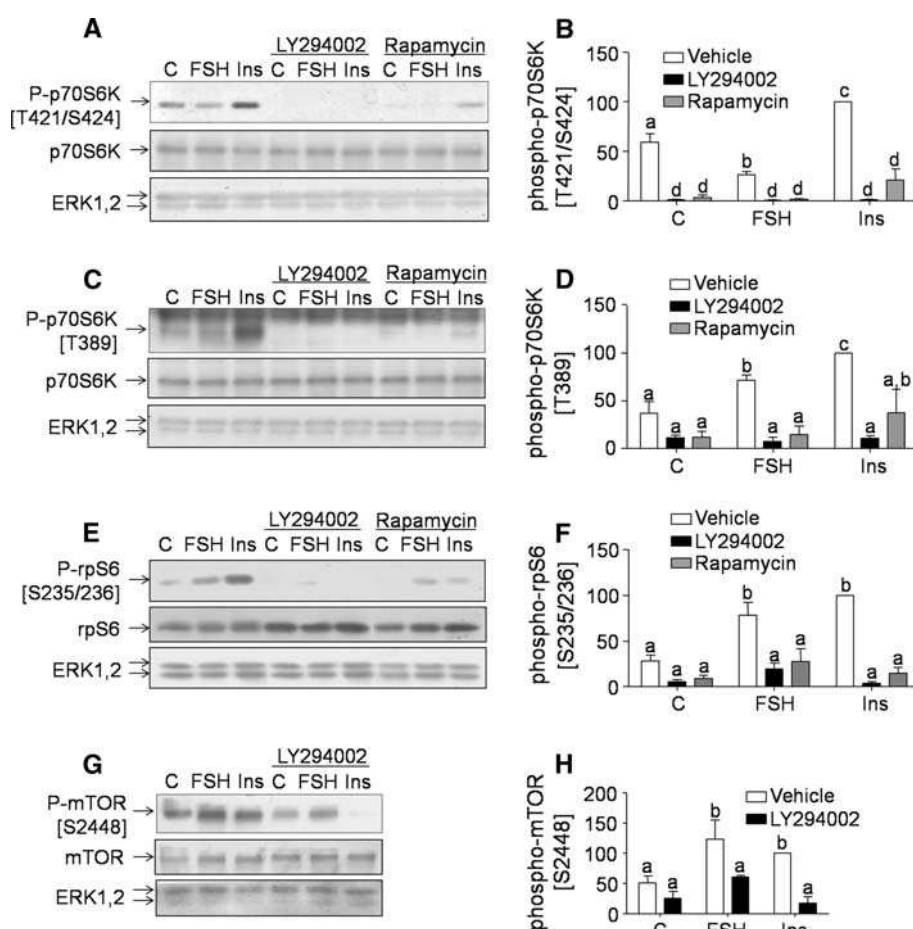 A
LY294002 Rapamycin
C FSH Ins C FSH Ins C FSH Ins
P-p70S6K
[T421/S424]
p70S6K
ERK1,2
B
phospho-p70S6K
[T421/S424]
150
100
50
0
Vehicle
LY294002
Rapamycin
a d d b d d c d d
C FSH Ins
C
LY294002 Rapamycin
C FSH Ins C FSH Ins C FSH Ins
P-p70S6K
[T389]
p70S6K
ERK1,2
D
phospho-p70S6K
[T389]
150
100
50
0
Vehicle
LY294002
Rapamycin
a a a b a a c a a,b
C FSH Ins
E
LY294002 Rapamycin
C FSH Ins C FSH Ins C FSH Ins
P-rpS6
[S235/236]
rpS6
ERK1,2
F
phospho-rpS6
[S235/236]
150
100
50
0
Vehicle
LY294002
Rapamycin
a a a b a a b a a
C FSH Ins
G
LY294002
C FSH Ins C FSH Ins
P-mTOR
[S2448]
mTOR
ERK1,2
H
phospho-mTOR
[S2448]
200
150
100
50
0
Vehicle
LY294002
a a b a b a
C FSH Ins